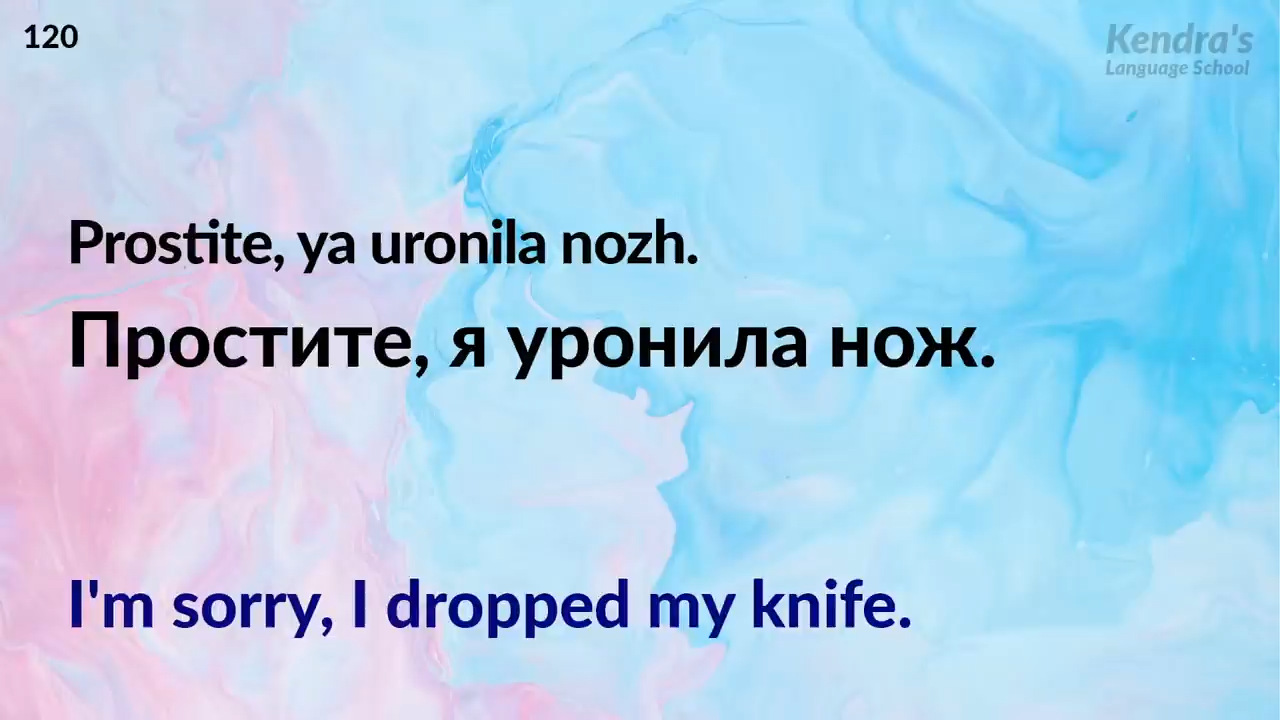 120
Kendra's
Language School
Prostite, ya uronila nozh.
Простите, я уронила нож.
I'm sorry, I dropped my knife.